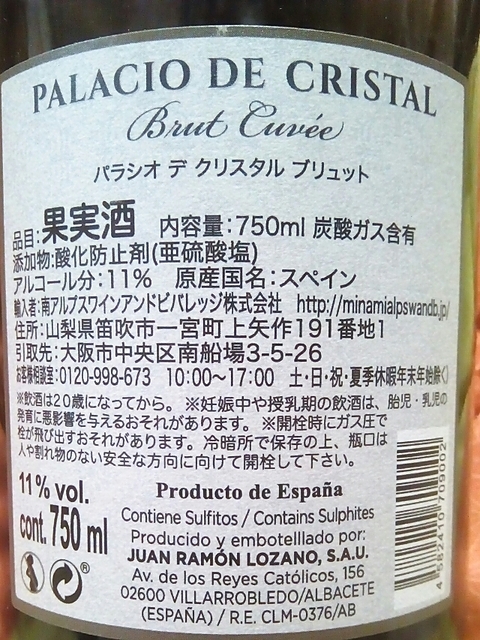 PALACIO DE CRISTAL
Brut Cuvée
パラシオ デ クリスタル ブリュット
品目:果実酒 内容量:750ml 炭酸ガス含有
添加物:酸化防止剤(亜硫酸塩)
アルコール分:11% 原産国名:スペイン
輸入者:南アルプスワインアンドビバレッジ株式会社 http://minamialpswandb.jp/
住所:山梨県笛吹市一宮町上矢作191番地1
引取先:大阪市中央区南船場3-5-26
お客様相談室:0120-998-673 10:00~17:00 土・日・祝・夏季休暇年末年始除く)
※飲酒は20歳になってから。※妊娠中や授乳期の飲酒は、胎児・乳児の
発育に悪影響を与えるおそれがあります。※開栓時にガス圧で
栓が飛び出すおそれがあります。冷暗所で保存の上、瓶口は
人や割れ物のない安全な方向に向けて開栓して下さい。
11% vol.
cont. 750 ml
Producto de España
Contiene Sulfitos / Contains Sulphites
Producido y embotelllado por:
JUAN RAMÓN LOZANO, S.A.U.
Av. de los Reyes Católicos, 156
02600 VILLARROBLEDO/ALBACETE
(ESPAÑA) / R.E. CLM-0376/AB
4 582410 709002